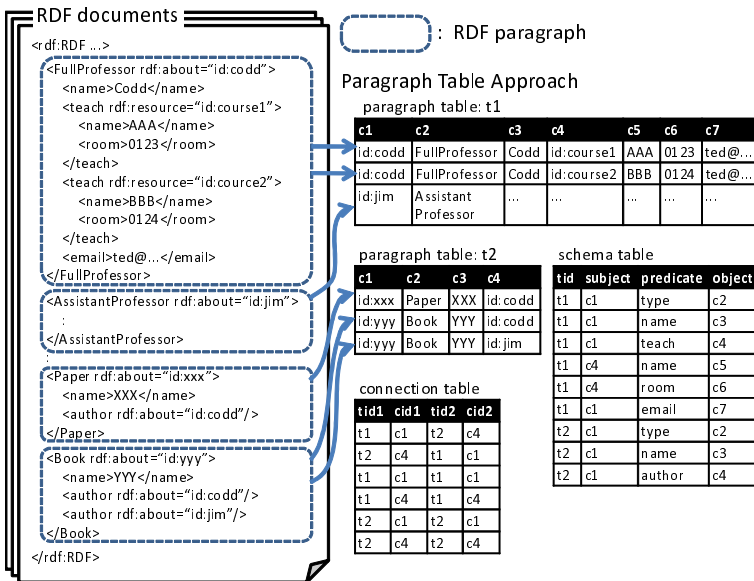 RDF documents
<rdf:RDF ...>
<FullProfessor rdf:about="id:codd">
<name>Codd</name>
<teach rdf:resource="id:course1">
<name>AAA</name>
<room>0123</room>
</teach>
<teach rdf:resource="id:cource2">
<name>BBB</name>
<room>0124</room>
</teach>
<email>ted@...</email>
</FullProfessor>
<AssistantProfessor rdf:about="id:jim">
:
</AssistantProfessor>
:
<Paper rdf:about="id:xxx">
<name>XXX</name>
<author rdf:about="id:codd"/>
</Paper>
<Book rdf:about="id:yyy">
<name>YYY</name>
<author rdf:about="id:codd"/>
<author rdf:about="id:jim"/>
</Book>
</rdf:RDF>
: RDF paragraph
Paragraph Table Approach
paragraph table: t1
c1 c2 c3 c4 c5 c6 c7
id:codd FullProfessor Codd id:course1 AAA 0123 ted@...
id:codd FullProfessor Codd id:course2 BBB 0124 ted@...
id:jim Assistant ... ... ... ... ...
Professor
paragraph table: t2
c1 c2 c3 c4
id:xxx Paper XXX id:codd
id:yyy Book YYY id:codd
id:yyy Book YYY id:jim
connection table
tid1 cid1 tid2 cid2
t1 c1 t2 c4
t2 c4 t1 c1
t1 c1 t1 c1
t1 c4 t1 c4
t2 c1 t2 c1
t2 c4 t2 c4
schema table
tid subject predicate object
t1 c1 type c2
t1 c1 name c3
t1 c1 teach c4
t1 c4 name c5
t1 c4 room c6
t1 c1 email c7
t2 c1 type c2
t2 c1 name c3
t2 c1 author c4